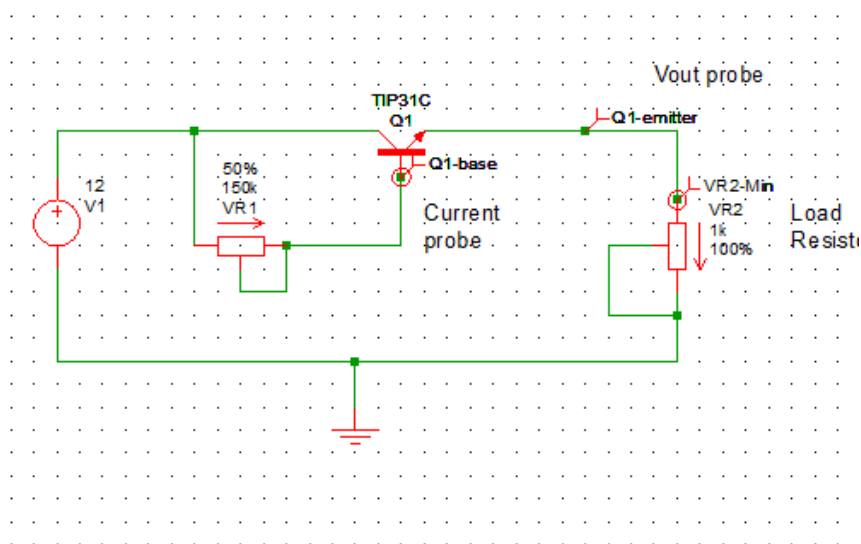 Vout probe
TIP31C
Q1
Q1-emitter
Q1-base
50%
150k
VR1
12
V1
Current
probe
VR2-Min
VR2
1k
100%
Load